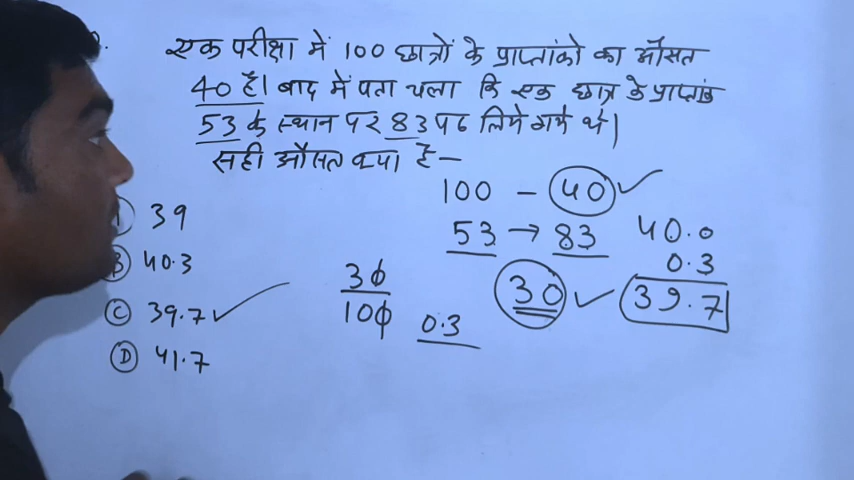 एक परीक्षा में 100 छात्रों के प्राप्तांको का औसत
40 है। बाद में पता चला कि एक छात्र के प्राप्तांक
53 के स्थान पर 83 पढ लिये गये थे।
सही औसत क्या है—
100 - 40 ✓
53 → 83
40.0
0.3
39.7
30 ✓
30
100
0.3
39
B 40.3
C 39.7 ✓
D 41.7